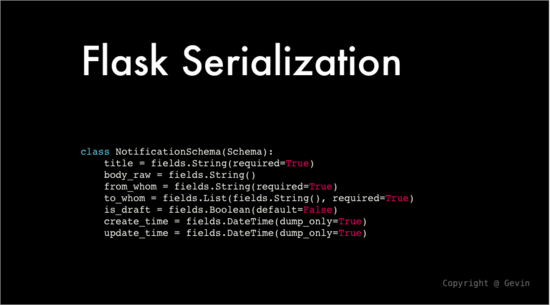 Flask Serialization
class NotificationSchema(Schema):
    title = fields.String(required=True)
    body_raw = fields.String()
    from_whom = fields.String(required=True)
    to_whom = fields.List(fields.String(), required=True)
    is_draft = fields.Boolean(default=False)
    create_time = fields.DateTime(dump_only=True)
    update_time = fields.DateTime(dump_only=True)
Copyright @ Gevin